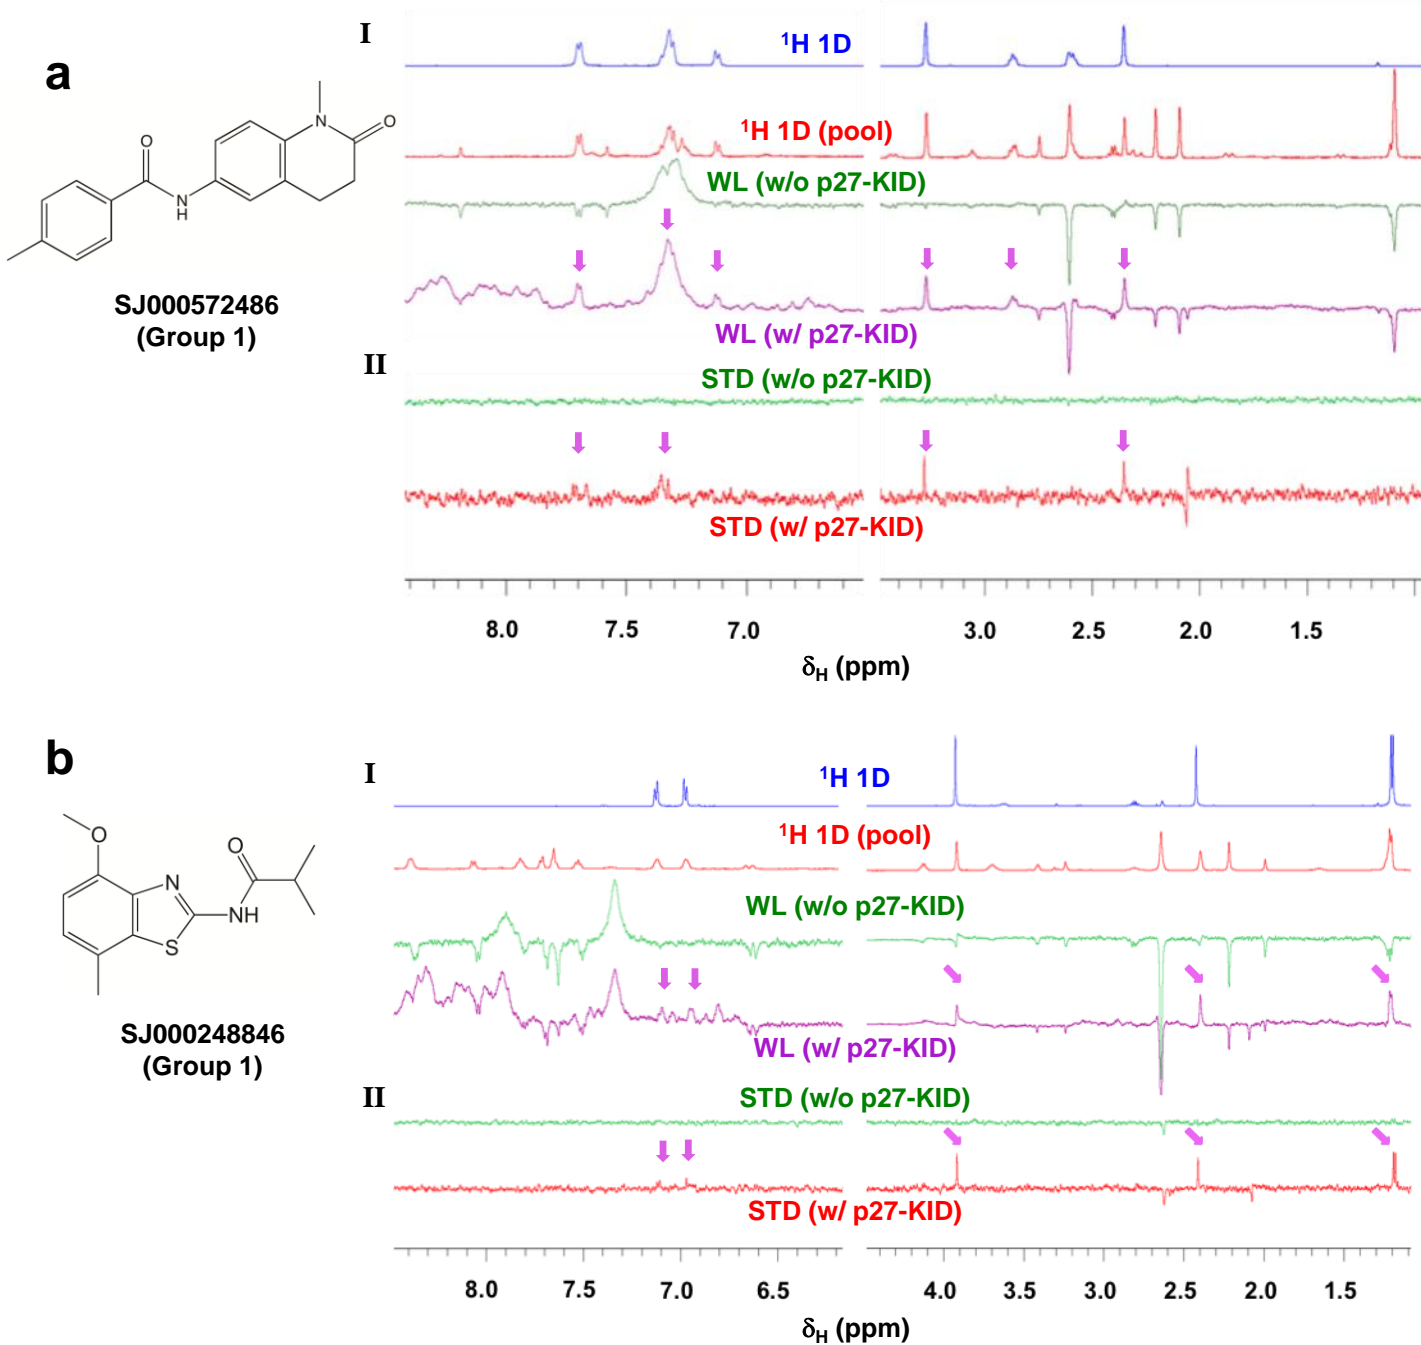 a
I
¹H 1D
¹H 1D (pool)
WL (w/o p27-KID)
WL (w/ p27-KID)
II
STD (w/o p27-KID)
STD (w/ p27-KID)
N
O
O
N
H
SJ000572486
(Group 1)
8.0 7.5 7.0 3.0 2.5 2.0 1.5
δH (ppm)
b
I
¹H 1D
¹H 1D (pool)
WL (w/o p27-KID)
WL (w/ p27-KID)
II
STD (w/o p27-KID)
STD (w/ p27-KID)
O
O
N
NH
S
SJ000248846
(Group 1)
8.0 7.5 7.0 6.5 4.0 3.5 3.0 2.5 2.0 1.5
δH (ppm)